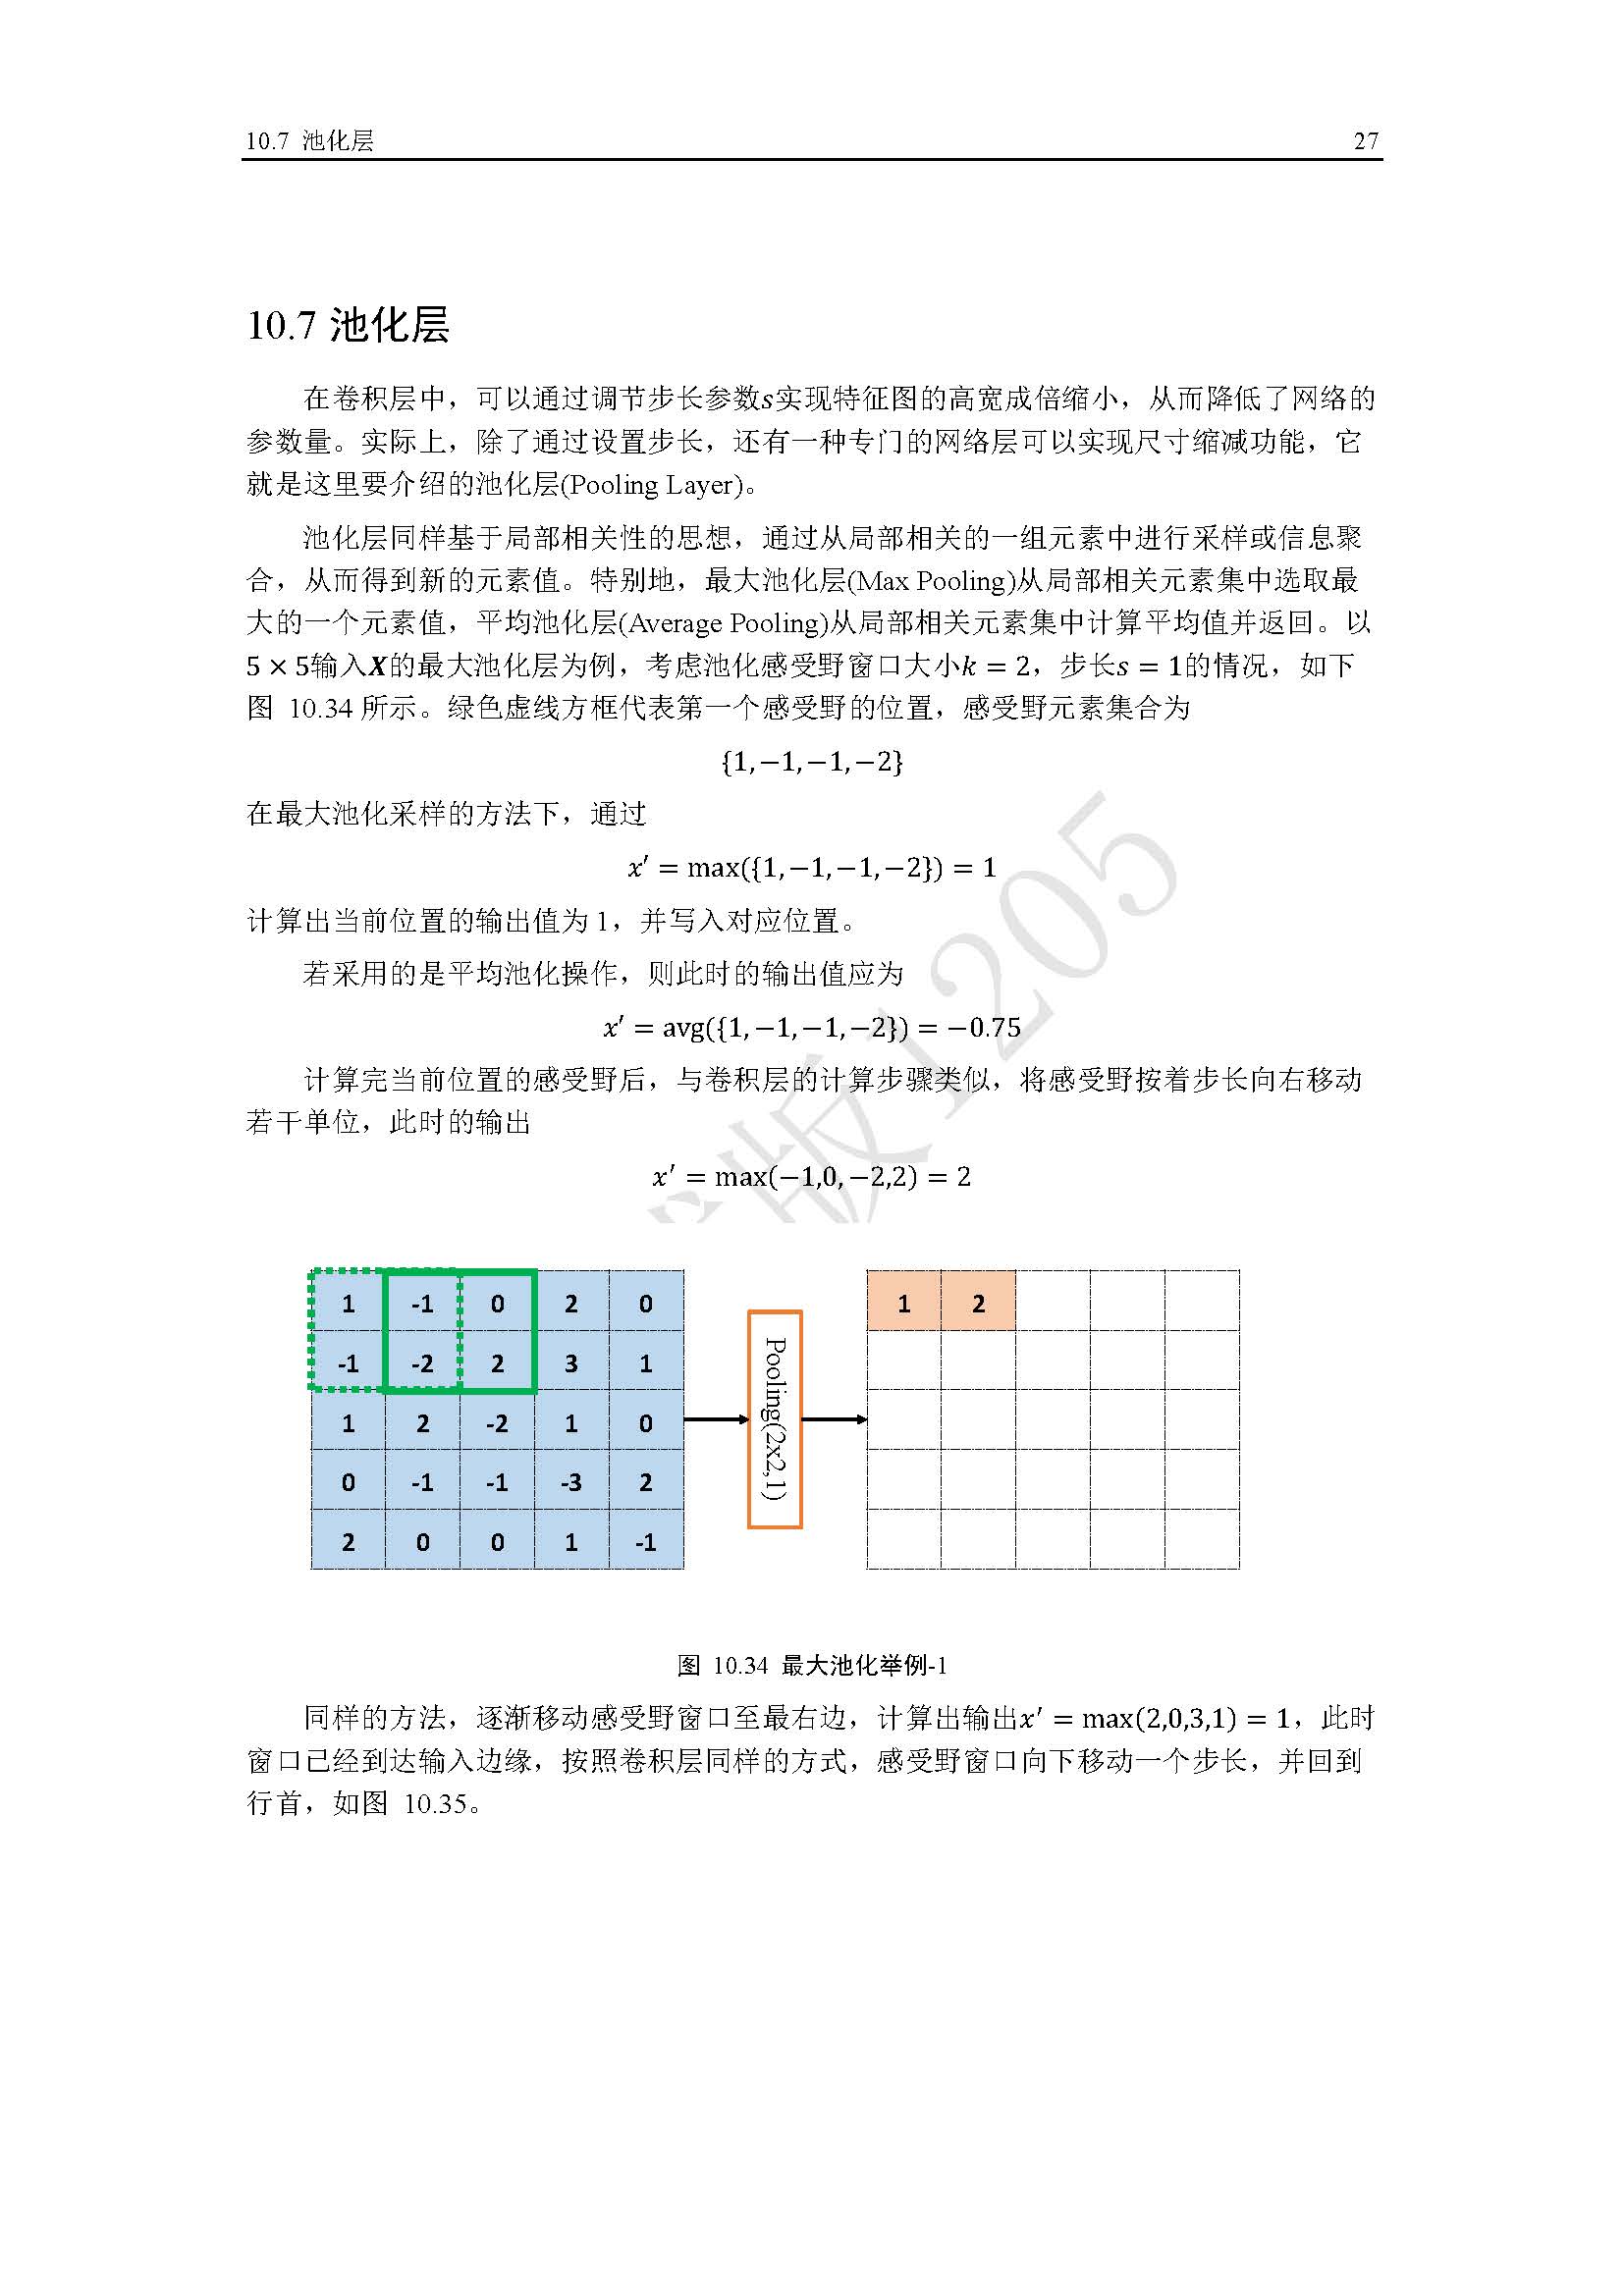 10.7 池化层 27
10.7 池化层
在卷积层中，可以通过调节步长参数s实现特征图的高宽成倍缩小，从而降低了网络的
参数量。实际上，除了通过设置步长，还有一种专门的网络层可以实现尺寸缩减功能，它
就是这里要介绍的池化层(Pooling Layer)。
池化层同样基于局部相关性的思想，通过从局部相关的一组元素中进行采样或信息聚
合，从而得到新的元素值。特别地，最大池化层(Max Pooling)从局部相关元素集中选取最
大的一个元素值，平均池化层(Average Pooling)从局部相关元素集中计算平均值并返回。以
5 × 5输入X的最大池化层为例，考虑池化感受野窗口大小k = 2，步长s = 1的情况，如下
图 10.34 所示。绿色虚线方框代表第一个感受野的位置，感受野元素集合为
{1,−1,−1,−2}
在最大池化采样的方法下，通过
x′ = max({1,−1,−1,−2}) = 1
计算出当前位置的输出值为 1，并写入对应位置。
若采用的是平均池化操作，则此时的输出值应为
x′ = avg({1,−1,−1,−2}) = −0.75
计算完当前位置的感受野后，与卷积层的计算步骤类似，将感受野按着步长向右移动
若干单位，此时的输出
x′ = max(−1,0,−2,2) = 2
1 -1 0 2 0
-1 -2 2 3 1
1 2 -2 1 0
0 -1 -1 -3 2
2 0 0 1 -1
Pooling(2x2,1)
1 2
图 10.34 最大池化举例-1
同样的方法，逐渐移动感受野窗口至最右边，计算出输出x′ = max(2,0,3,1) = 1，此时
窗口已经到达输入边缘，按照卷积层同样的方式，感受野窗口向下移动一个步长，并回到
行首，如图 10.35。
版1205